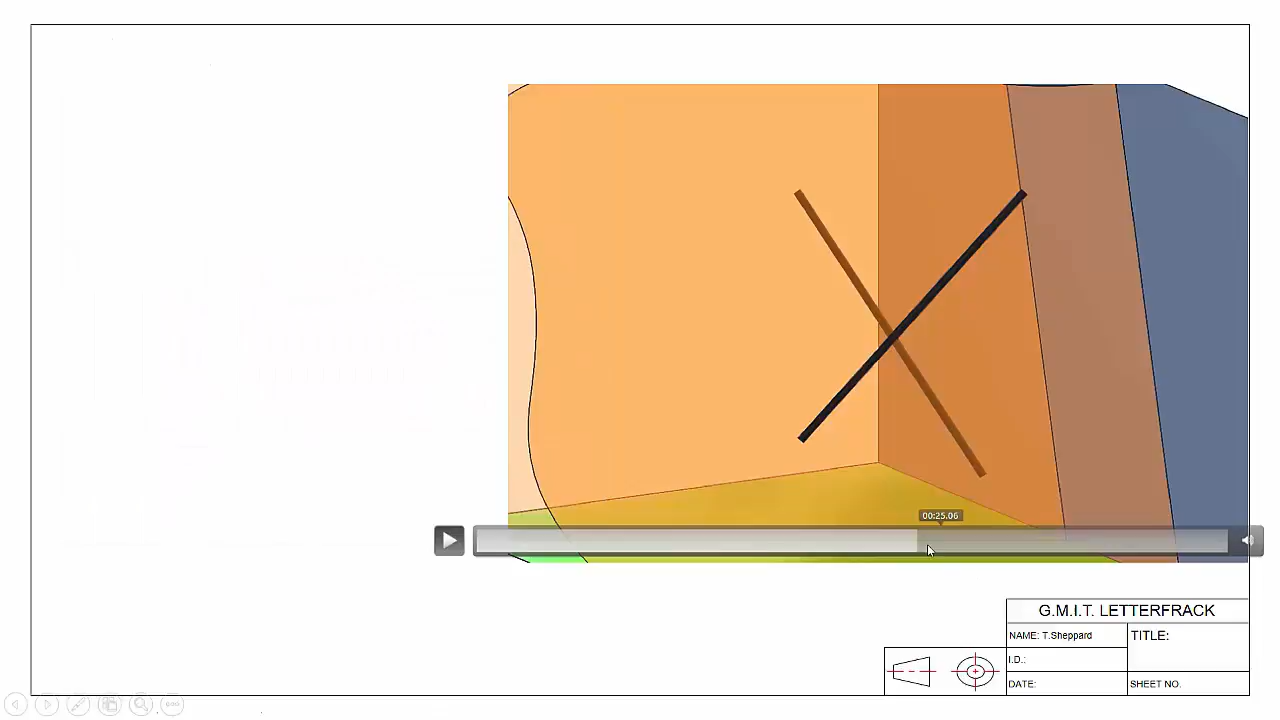 00:25.06
G.M.I.T. LETTERFRACK
NAME: T.Sheppard
TITLE:
I.D.:
DATE:
SHEET NO.